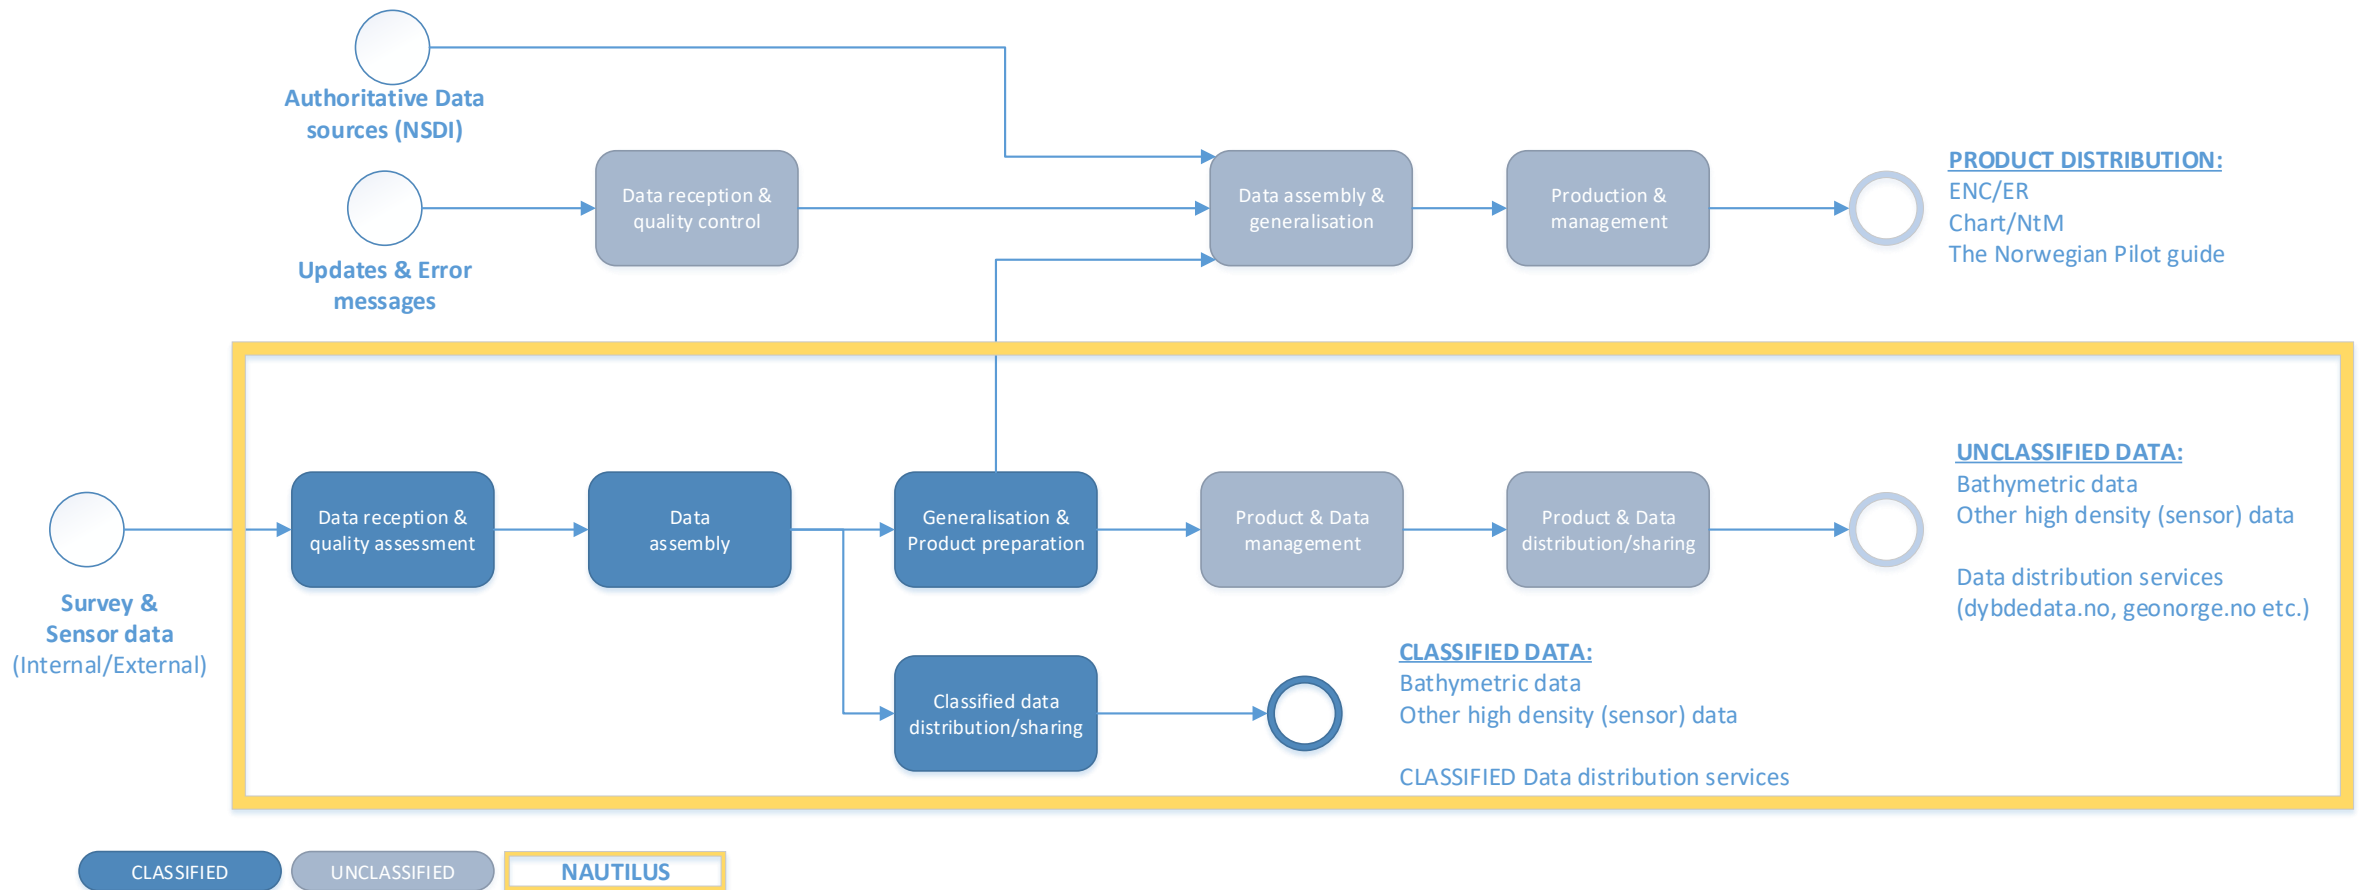 Authoritative Data
sources (NSDI)
Data reception &
quality control
Data assembly &
generalisation
Production &
management
PRODUCT DISTRIBUTION:
ENC/ER
Chart/NtM
The Norwegian Pilot guide
Updates & Error
messages
Survey &
Sensor data
(Internal/External)
Data reception &
quality assessment
Data
assembly
Generalisation &
Product preparation
Product & Data
management
Product & Data
distribution/sharing
UNCLASSIFIED DATA:
Bathymetric data
Other high density (sensor) data
Data distribution services
(dybdedata.no, geonorge.no etc.)
Classified data
distribution/sharing
CLASSIFIED DATA:
Bathymetric data
Other high density (sensor) data
CLASSIFIED Data distribution services
CLASSIFIED
UNCLASSIFIED
NAUTILUS